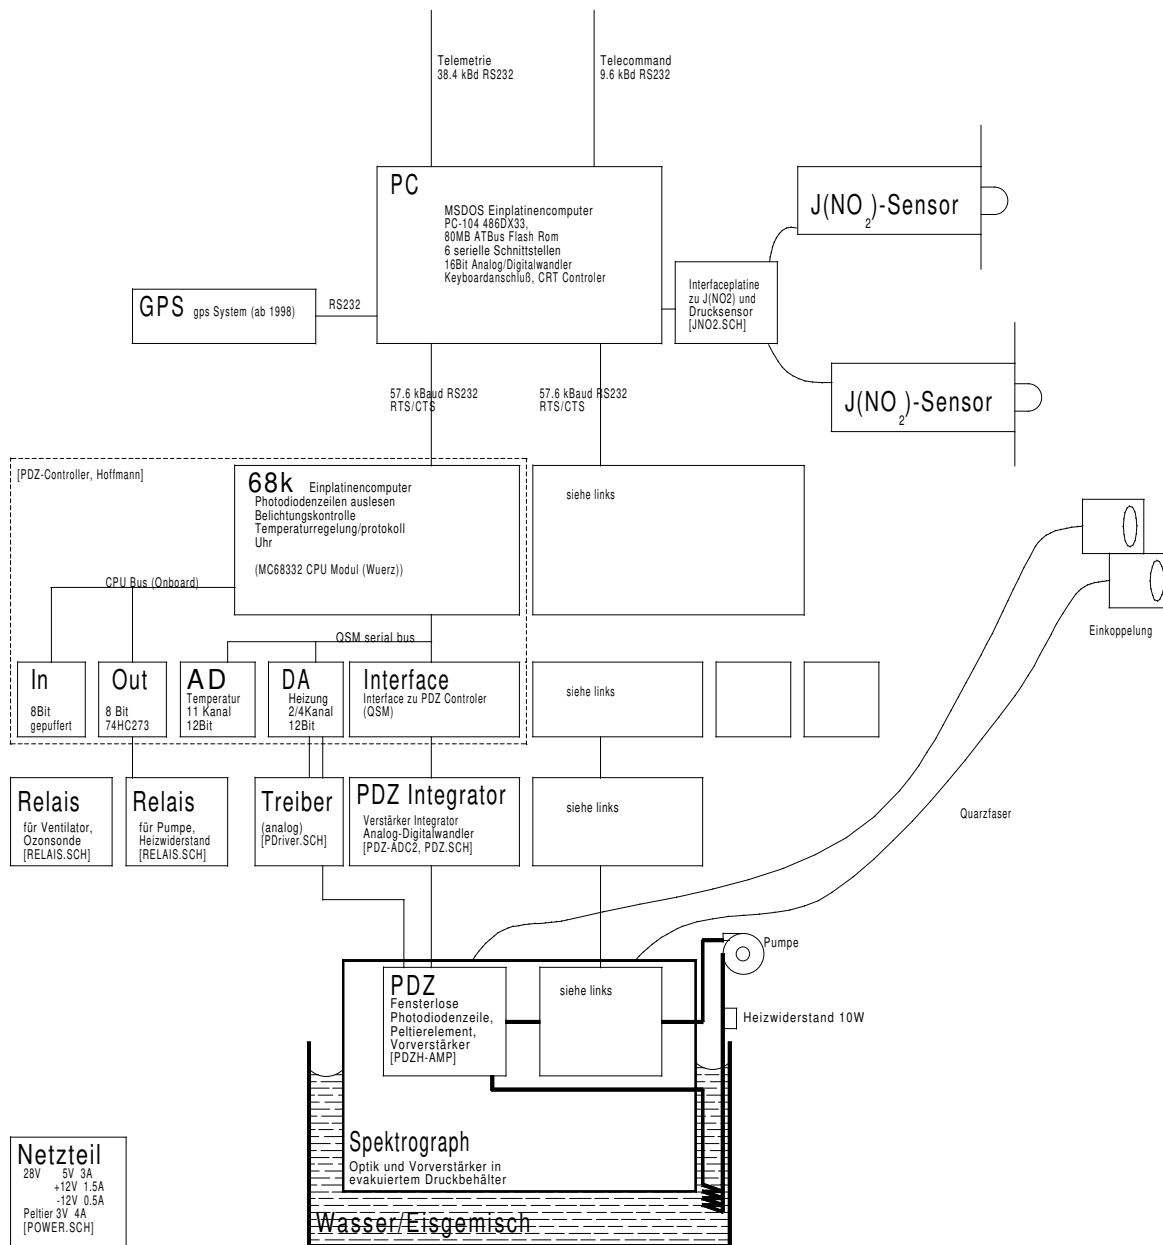 Telemetrie
38.4 kBd RS232
Telecommand
9.6 kBd RS232
PC
MSDOS Einplatinencomputer
PC-104 486DX33,
80MB ATBus Flash Rom
6 serielle Schnittstellen
16Bit Analog/Digitalwandler
Keyboardanschluß, CRT Controler
J(NO2)-Sensor
Interfaceplatine
zu J(NO2) und
Drucksensor
[JNO2.SCH]
GPS gps System (ab 1998)
RS232
J(NO2)-Sensor
57.6 kBaud RS232
RTS/CTS
57.6 kBaud RS232
RTS/CTS
[PDZ-Controller, Hoffmann]
68k Einplatinencomputer
Photodiodenzeilen auslesen
Belichtungskontrolle
Temperaturregelung/protokoll
Uhr
(MC68332 CPU Modul (Wuerz))
siehe links
CPU Bus (Onboard)
QSM serial bus
Einkoppelung
In
8Bit
gepuffert
Out
8 Bit
74HC273
AD
Temperatur
11 Kanal
12Bit
DA
Heizung
2/4Kanal
12Bit
Interface
Interface zu PDZ Controler
(QSM)
siehe links
Relais
für Ventilator,
Ozonsonde
[RELAIS.SCH]
Relais
für Pumpe,
Heizwiderstand
[RELAIS.SCH]
Treiber
(analog)
[PDriver.SCH]
PDZ Integrator
Verstärker Integrator
Analog-Digitalwandler
[PDZ-ADC2, PDZ.SCH]
siehe links
Quarzfaser
Pumpe
PDZ
Fensterlose
Photodiodenzeile,
Peltierelement,
Vorverstärker
[PDZH-AMP]
siehe links
Heizwiderstand 10W
Spektrograph
Optik und Vorverstärker in
evakuiertem Druckbehälter
Wasser/Eisgemisch
Netzteil
28V 5V 3A
+12V 1.5A
-12V 0.5A
Peltier 3V 4A
[POWER.SCH]